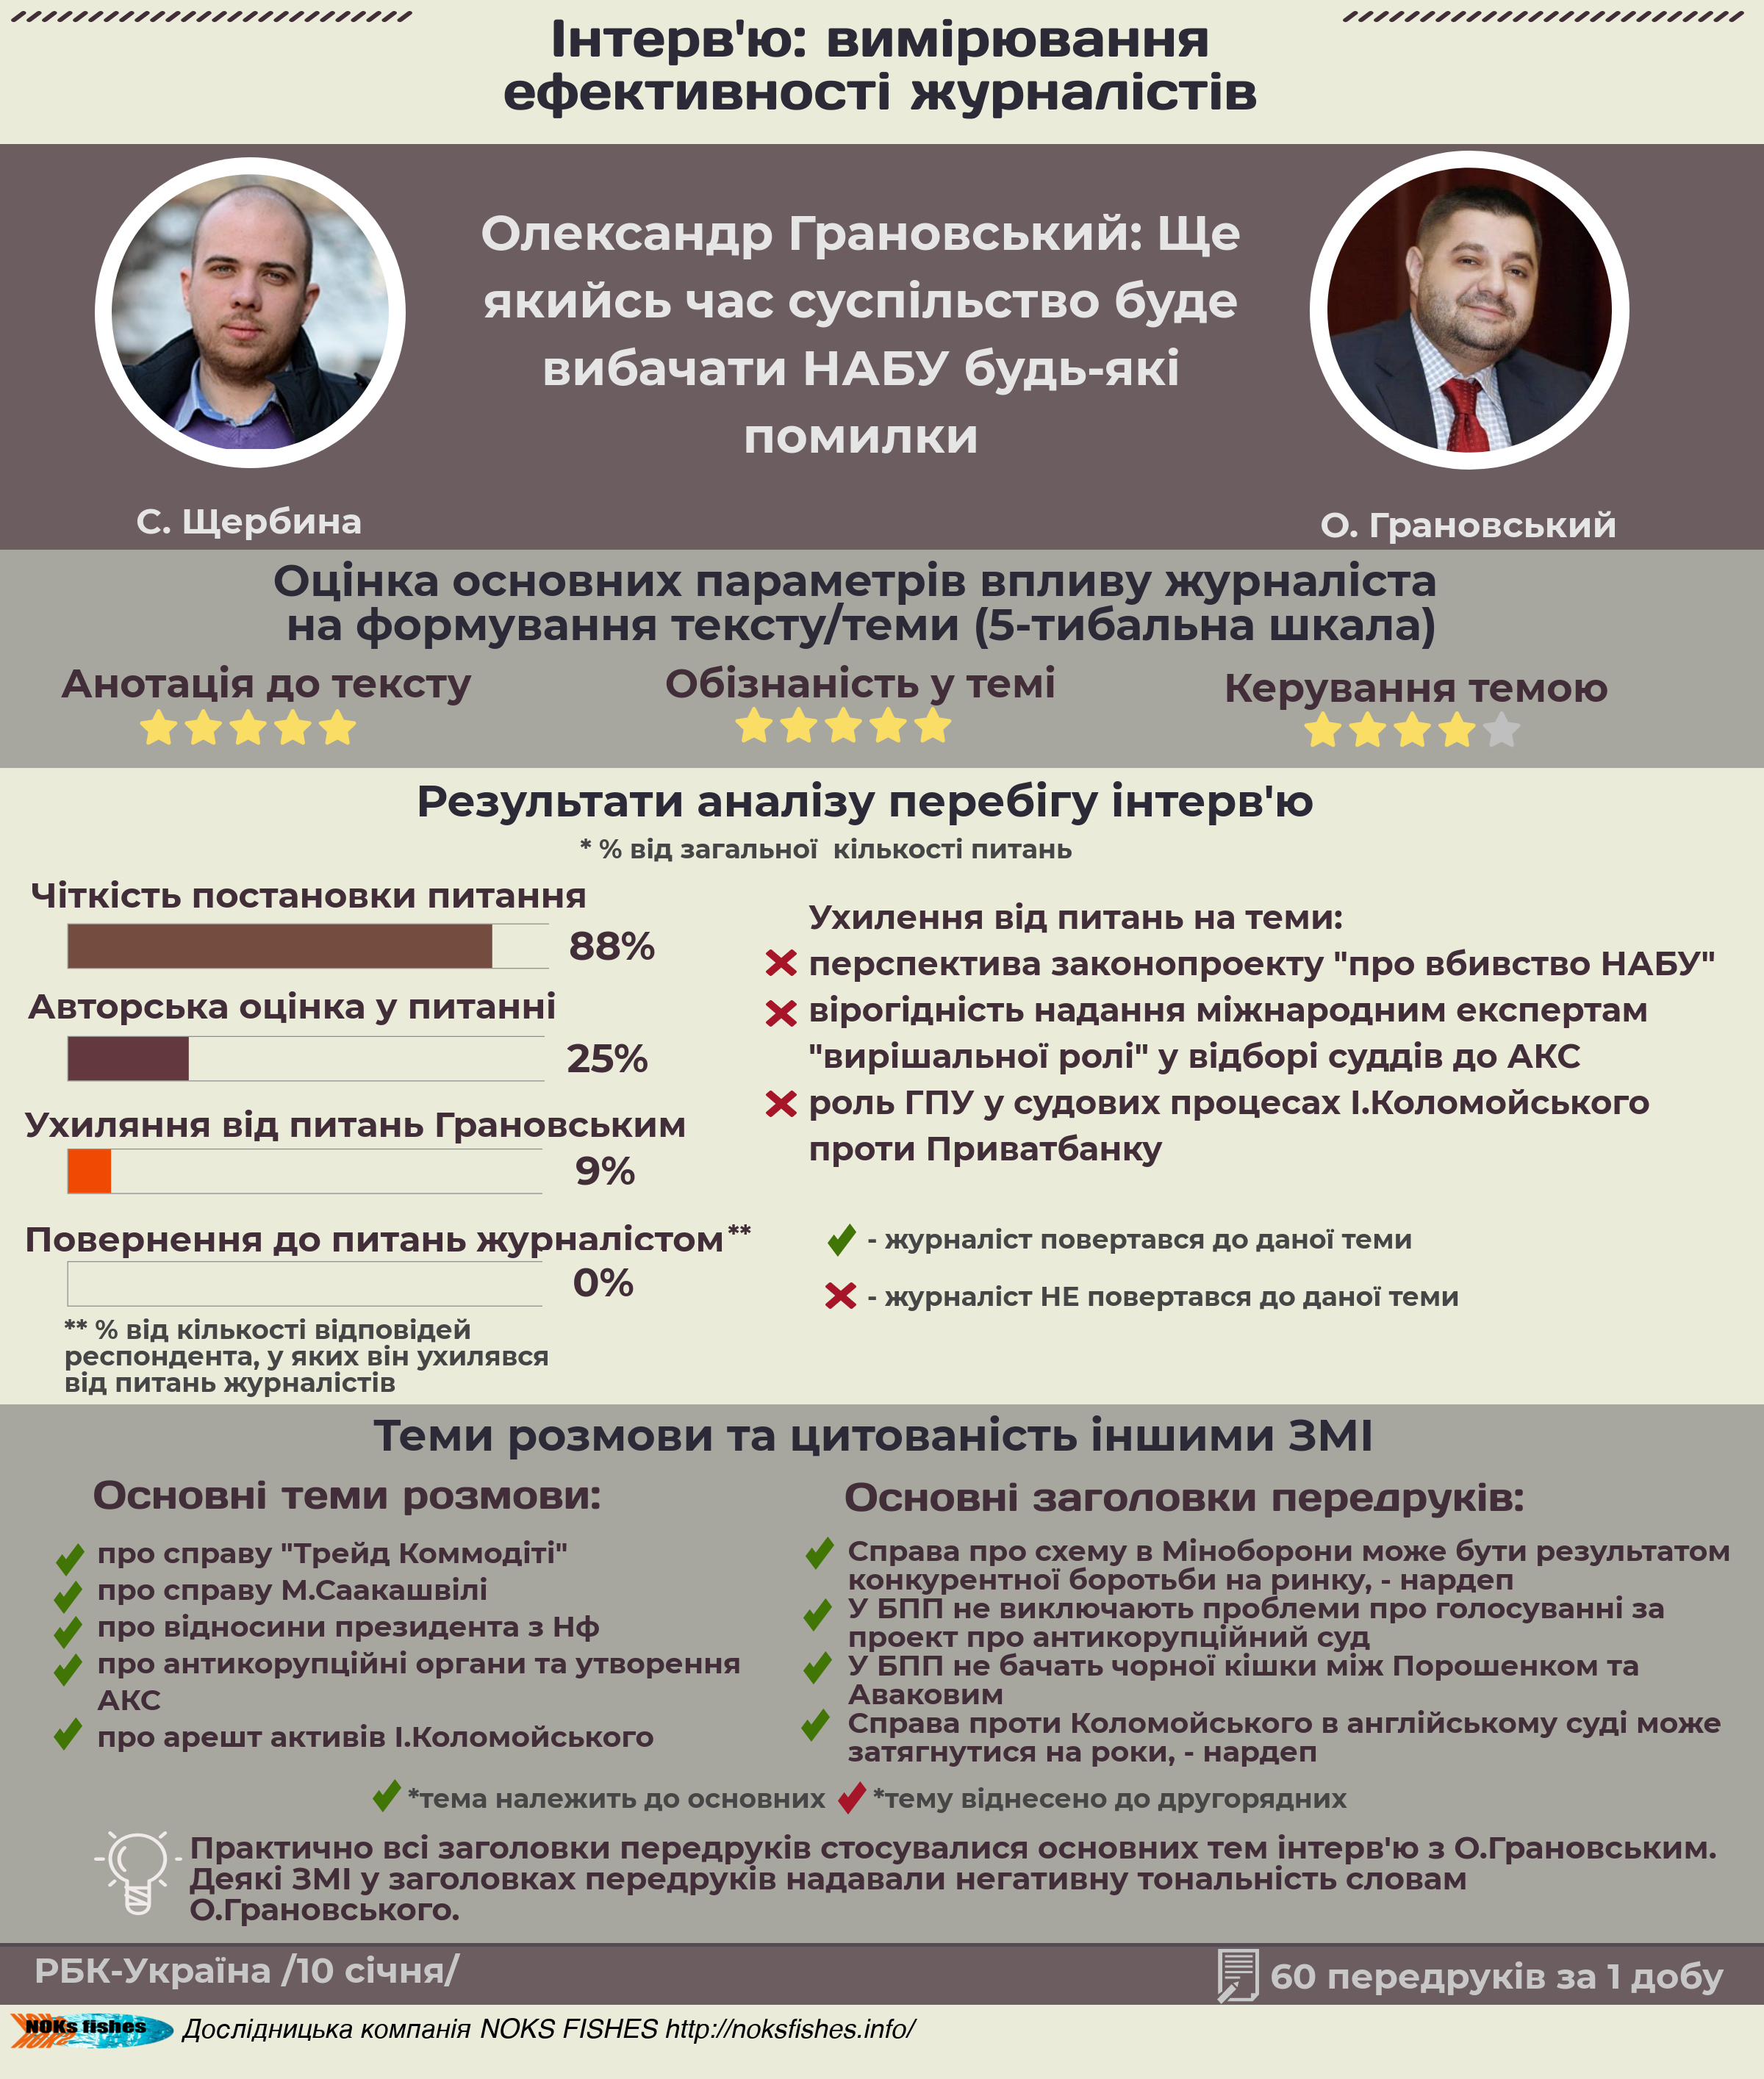 Інтерв'ю: вимірювання
ефективності журналістів
Олександр Грановський: Ще
якийсь час суспільство буде
вибачати НАБУ будь-які
помилки
С. Щербина
О. Грановський
Оцінка основних параметрів впливу журналіста
на формування тексту/теми (5-тибальна шкала)
Анотація до тексту
Обізнаність у темі
Керування темою
Результати аналізу перебігу інтерв'ю
* % від загальної кількості питань
Чіткість постановки питання
88%
Авторська оцінка у питанні
25%
Ухиляння від питань Грановським
9%
Повернення до питань журналістом**
0%
** % від кількості відповідей
респондента, у яких він ухилявся
від питань журналістів
Ухилення від питань на теми:
перспектива законопроекту "про вбивство НАБУ"
вірогідність надання міжнародним експертам
"вирішальної ролі" у відборі суддів до АКС
роль ГПУ у судових процесах І.Коломойського
проти Приватбанку
- журналіст повертався до даної теми
- журналіст НЕ повертався до даної теми
Теми розмови та цитованість іншими ЗМІ
Основні теми розмови:
про справу "Трейд Коммодіті"
про справу М.Саакашвілі
про відносини президента з Нф
про антикорупційні органи та утворення
АКС
про арешт активів І.Коломойського
Основні заголовки передруків:
Справа про схему в Міноборони може бути результатом
конкурентної боротьби на ринку, - нардеп
У БПП не виключають проблеми про голосуванні за
проект про антикорупційний суд
У БПП не бачать чорної кішки між Порошенком та
Аваковим
Справа проти Коломойського в англійському суді може
затягнутися на роки, - нардеп
*тема належить до основних
*тему віднесено до другорядних
Практично всі заголовки передруків стосувалися основних тем інтерв'ю з О.Грановським.
Деякі ЗМІ у заголовках передруків надавали негативну тональність словам
О.Грановського.
РБК-Україна /10 січня/
60 передруків за 1 добу
NOKs fishes
Дослідницька компанія NOKS FISHES http://noksfishes.info/